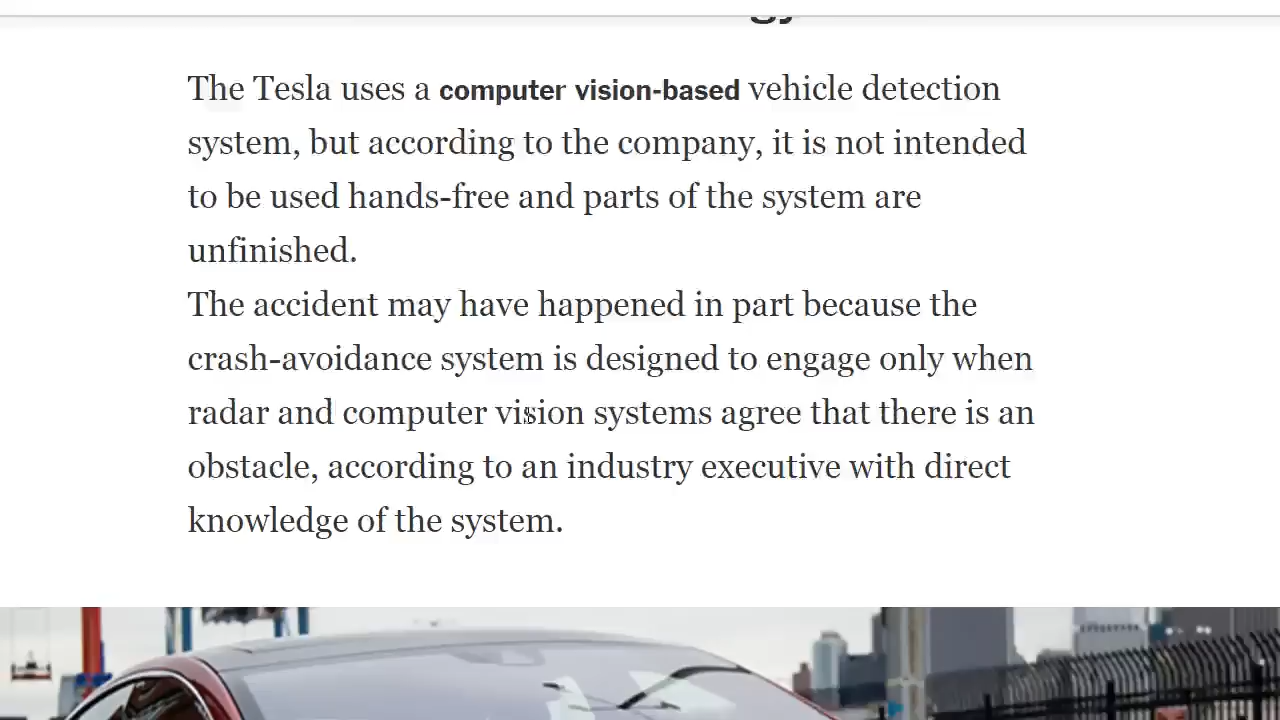 The Tesla uses a computer vision-based vehicle detection
system, but according to the company, it is not intended
to be used hands-free and parts of the system are
unfinished.
The accident may have happened in part because the
crash-avoidance system is designed to engage only when
radar and computer vision systems agree that there is an
obstacle, according to an industry executive with direct
knowledge of the system.